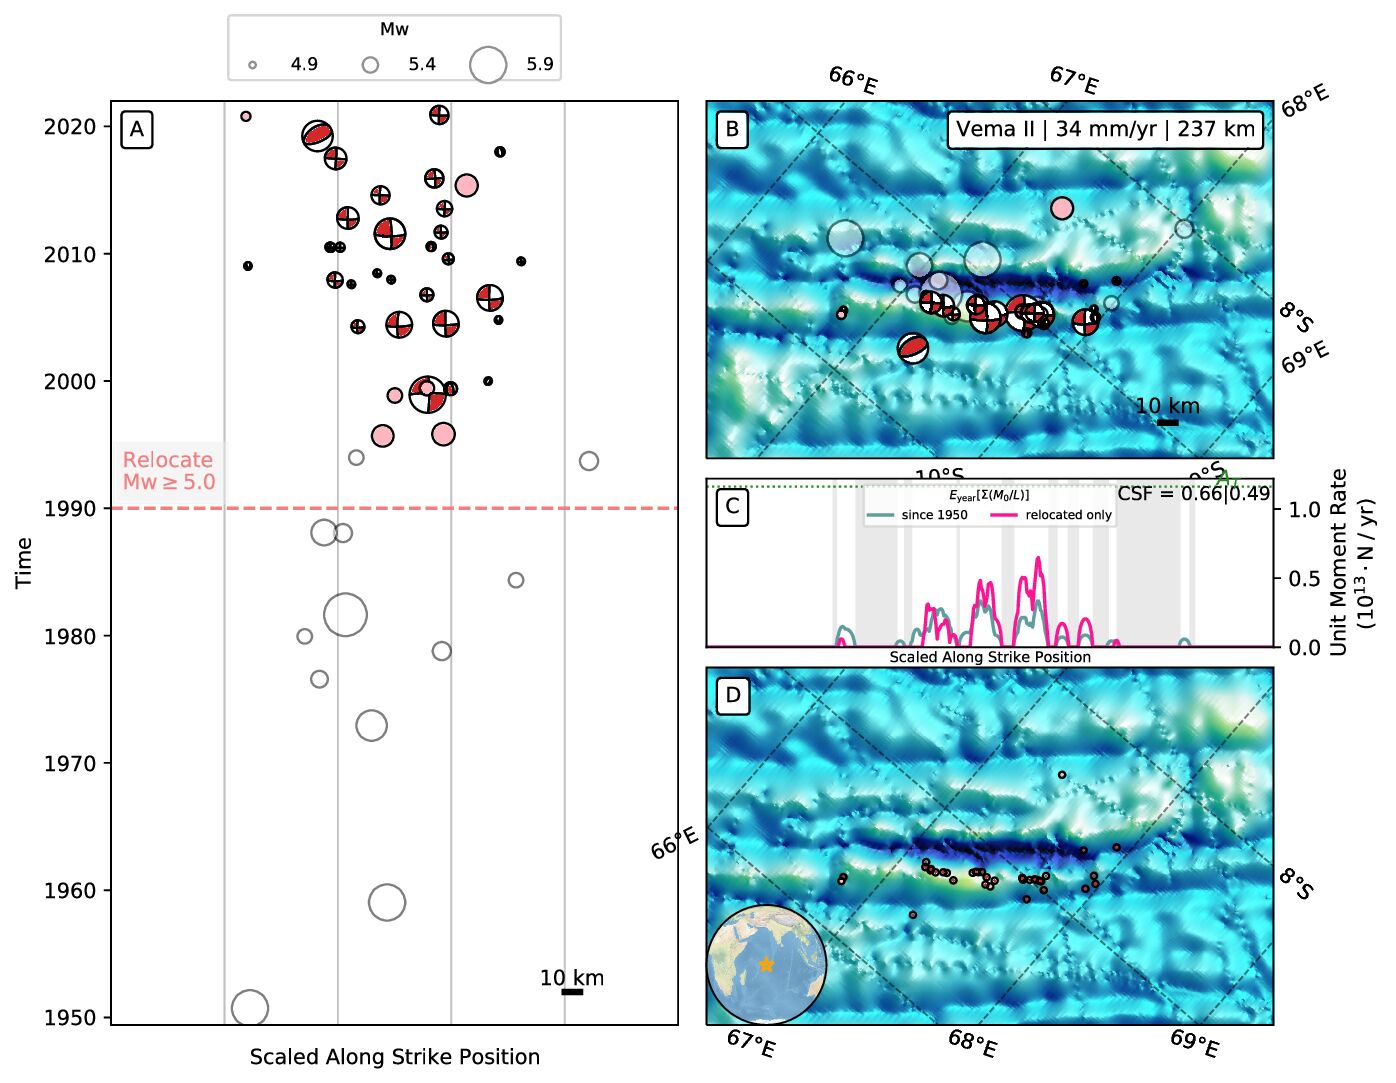 Mw
4.9 5.4 5.9
A
2020
2010
2000
1990
1980
1970
1960
1950
Time
Relocate
Mw ≥ 5.0
10 km
Scaled Along Strike Position
66°E 67°E 68°E
B
Vema II | 34 mm/yr | 237 km
8°S
69°E
10 km
10°S 9°S
C
A
CSF = 0.66|0.49
E_year[Σ(M_0/L)]
since 1950 relocated only
1.0
0.5
0.0
Unit Moment Rate
(10^13 · N / yr)
Scaled Along Strike Position
D
66°E
8°S
67°E 68°E 69°E